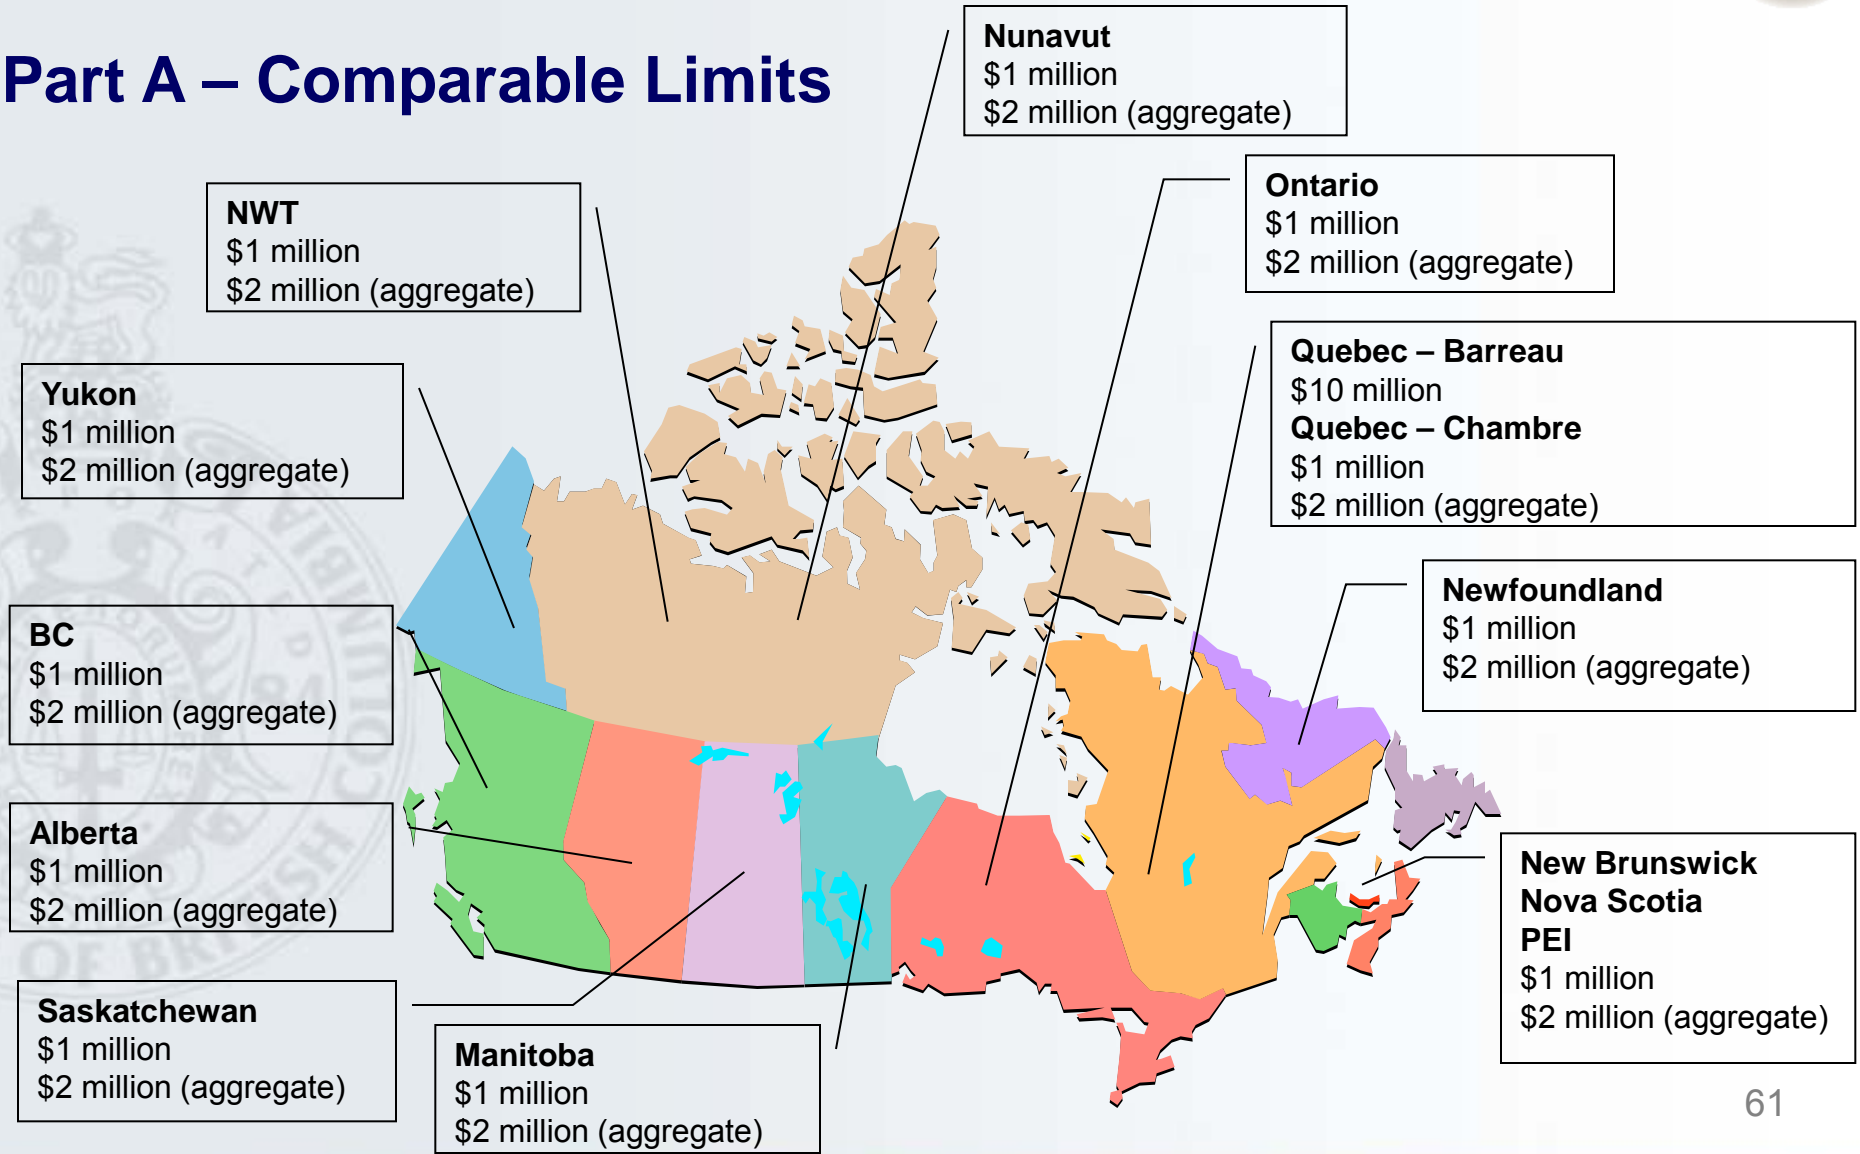 Part A – Comparable Limits
Nunavut
$1 million
$2 million (aggregate)
NWT
$1 million
$2 million (aggregate)
Ontario
$1 million
$2 million (aggregate)
Yukon
$1 million
$2 million (aggregate)
Quebec – Barreau
$10 million
Quebec – Chambre
$1 million
$2 million (aggregate)
BC
$1 million
$2 million (aggregate)
Newfoundland
$1 million
$2 million (aggregate)
Alberta
$1 million
$2 million (aggregate)
New Brunswick
Nova Scotia
PEI
$1 million
$2 million (aggregate)
Saskatchewan
$1 million
$2 million (aggregate)
Manitoba
$1 million
$2 million (aggregate)
61
OF BRITISH COLUMBIA